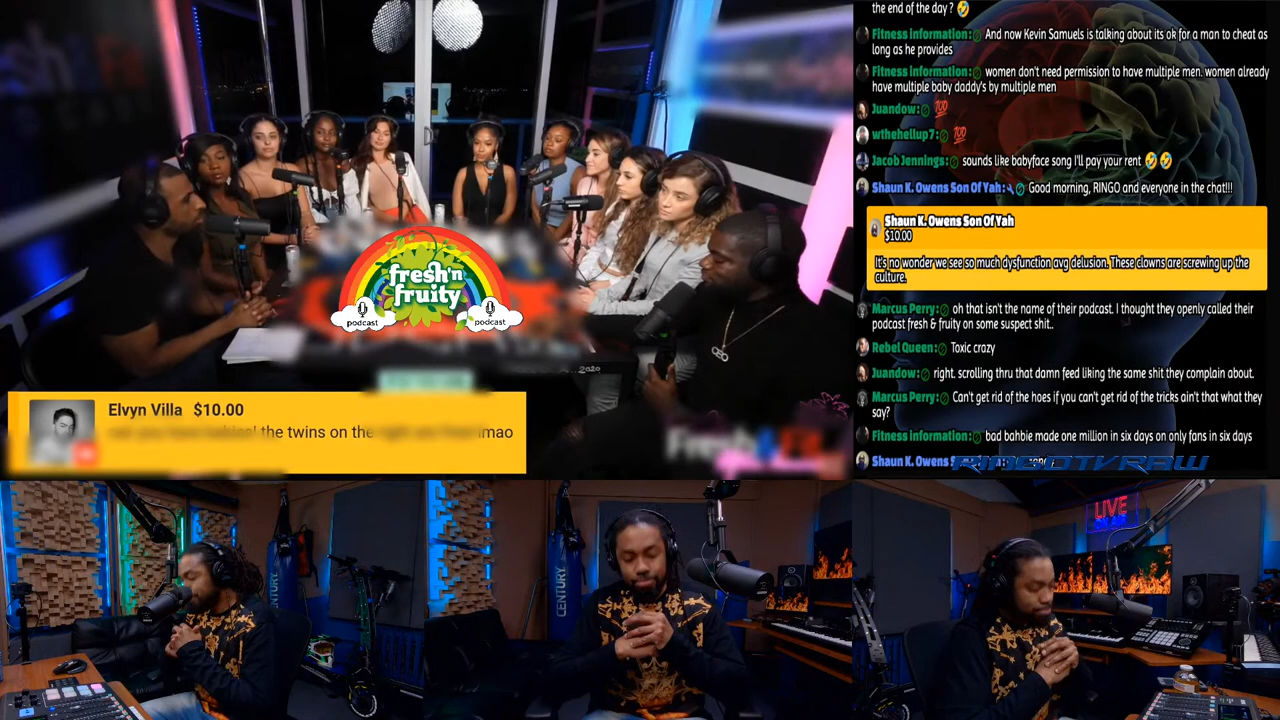 fresh'n
fruity
podcast
podcast
2020
Elvyn Villa $10.00
the twins on the
lmao
the end of the day ? 🤣
Fitness Information: And now Kevin Samuels is talking about its ok for a man to cheat as
long as he provides
Fitness Information: women don't need permission to have multiple men. women already
have multiple baby daddy's by multiple men
Juandow: 💯
wthehellup7: 💯
Jacob Jennings: sounds like babyface song I'll pay your rent 🤣🤣
Shaun K. Owens Son Of Yah: Good morning, RINGO and everyone in the chat!!!
Shaun K. Owens Son Of Yah
$10.00
It's no wonder we see so much dysfunction avg delusion. These clowns are screwing up the
culture.
Marcus Perry: oh that isn't the name of their podcast. I thought they openly called their
podcast fresh & fruity on some suspect shit..
Rebel Queen: Toxic crazy
Juandow: right. scrolling thru that damn feed liking the same shit they complain about.
Marcus Perry: Can't get rid of the hoes if you can't get rid of the tricks ain't that what they
say?
Fitness Information: bad bahbie made one million in six days on only fans in six days
Shaun K. Owens
RINGOTVRAW
CENTURY
CENTURY
LIVE
ON AIR